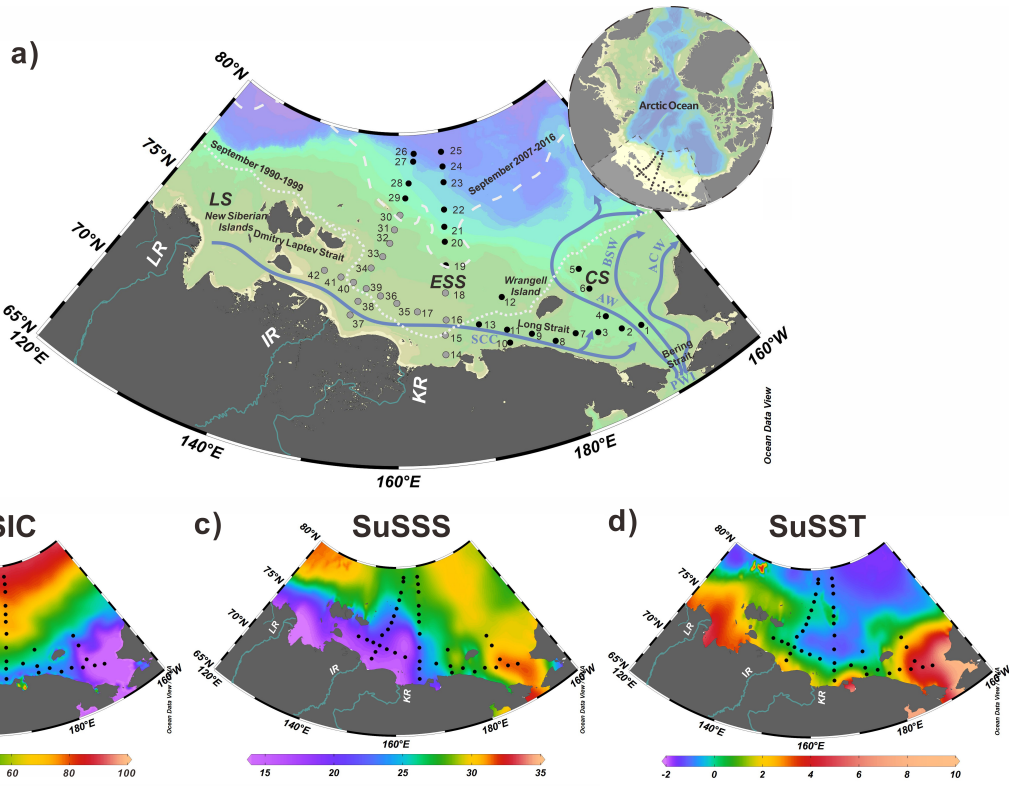 a)
80°N
75°N
70°N
65°N
120°E
140°E
160°E
180°E
160°W
Arctic Ocean
September 1990-1999
September 2007-2016
LS
New Siberian
Islands
Dmitry Laptev Strait
LR
IR
KR
ESS
Wrangell
Island
CS
Long Strait
SCC
BSW
ACW
AW
Bering
Strait
PWI
26
27
28
29
30
31
32
33
34
25
24
23
22
21
20
19
18
42
41
40
39
38
37
36
35
17
16
15
14
13
12
11
10
9
8
7
6
5
4
3
2
1
Ocean Data View
SIC
160°W
180°E
Ocean Data View
60 80 100
c)
SuSSS
80°N
75°N
70°N
65°N
120°E
140°E
160°E
180°E
160°W
LR
IR
KR
Ocean Data View
15 20 25 30 35
d)
SuSST
80°N
75°N
70°N
65°N
120°E
140°E
160°E
180°E
160°W
LR
IR
KR
Ocean Data View
-2 0 2 4 6 8 10